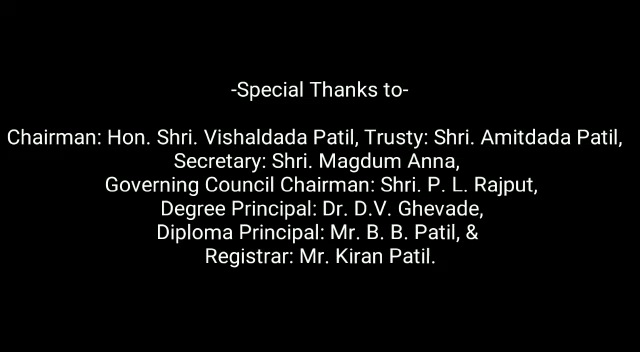 -Special Thanks to-
Chairman: Hon. Shri. Vishaldada Patil, Trusty: Shri. Amitdada Patil,
Secretary: Shri. Magdum Anna,
Governing Council Chairman: Shri. P. L. Rajput,
Degree Principal: Dr. D.V. Ghevade,
Diploma Principal: Mr. B. B. Patil, &
Registrar: Mr. Kiran Patil.